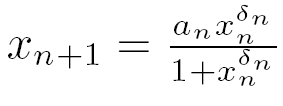 x_{n+1} = \frac{a_n x_n^{\delta_n}}{1+x_n^{\delta_n}}